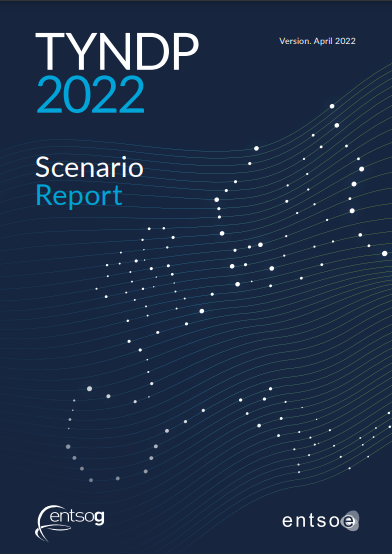 TYNDP
2022
Version. April 2022
Scenario
Report
entsog
entsoe